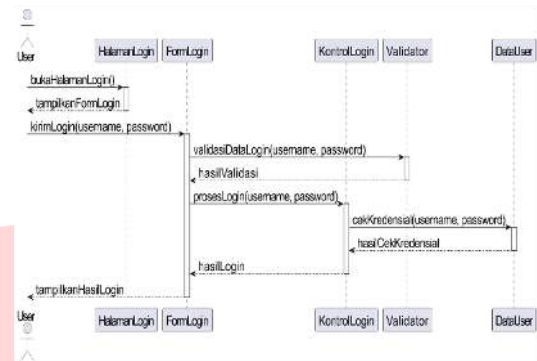 User
HalamanLogin
FormLogin
KontrolLogin
Validator
DataUser
bukaHalamanLogin()
tampilkanFormLogin
kirimLogin(username, password)
validasiDataLogin(username, password)
hasilValidasi
prosesLogin(username, password)
cekKredensial(username, password)
hasilCekKredensial
hasilLogin
tampilkanHasilLogin
User
HalamanLogin
FormLogin
KontrolLogin
Validator
DataUser